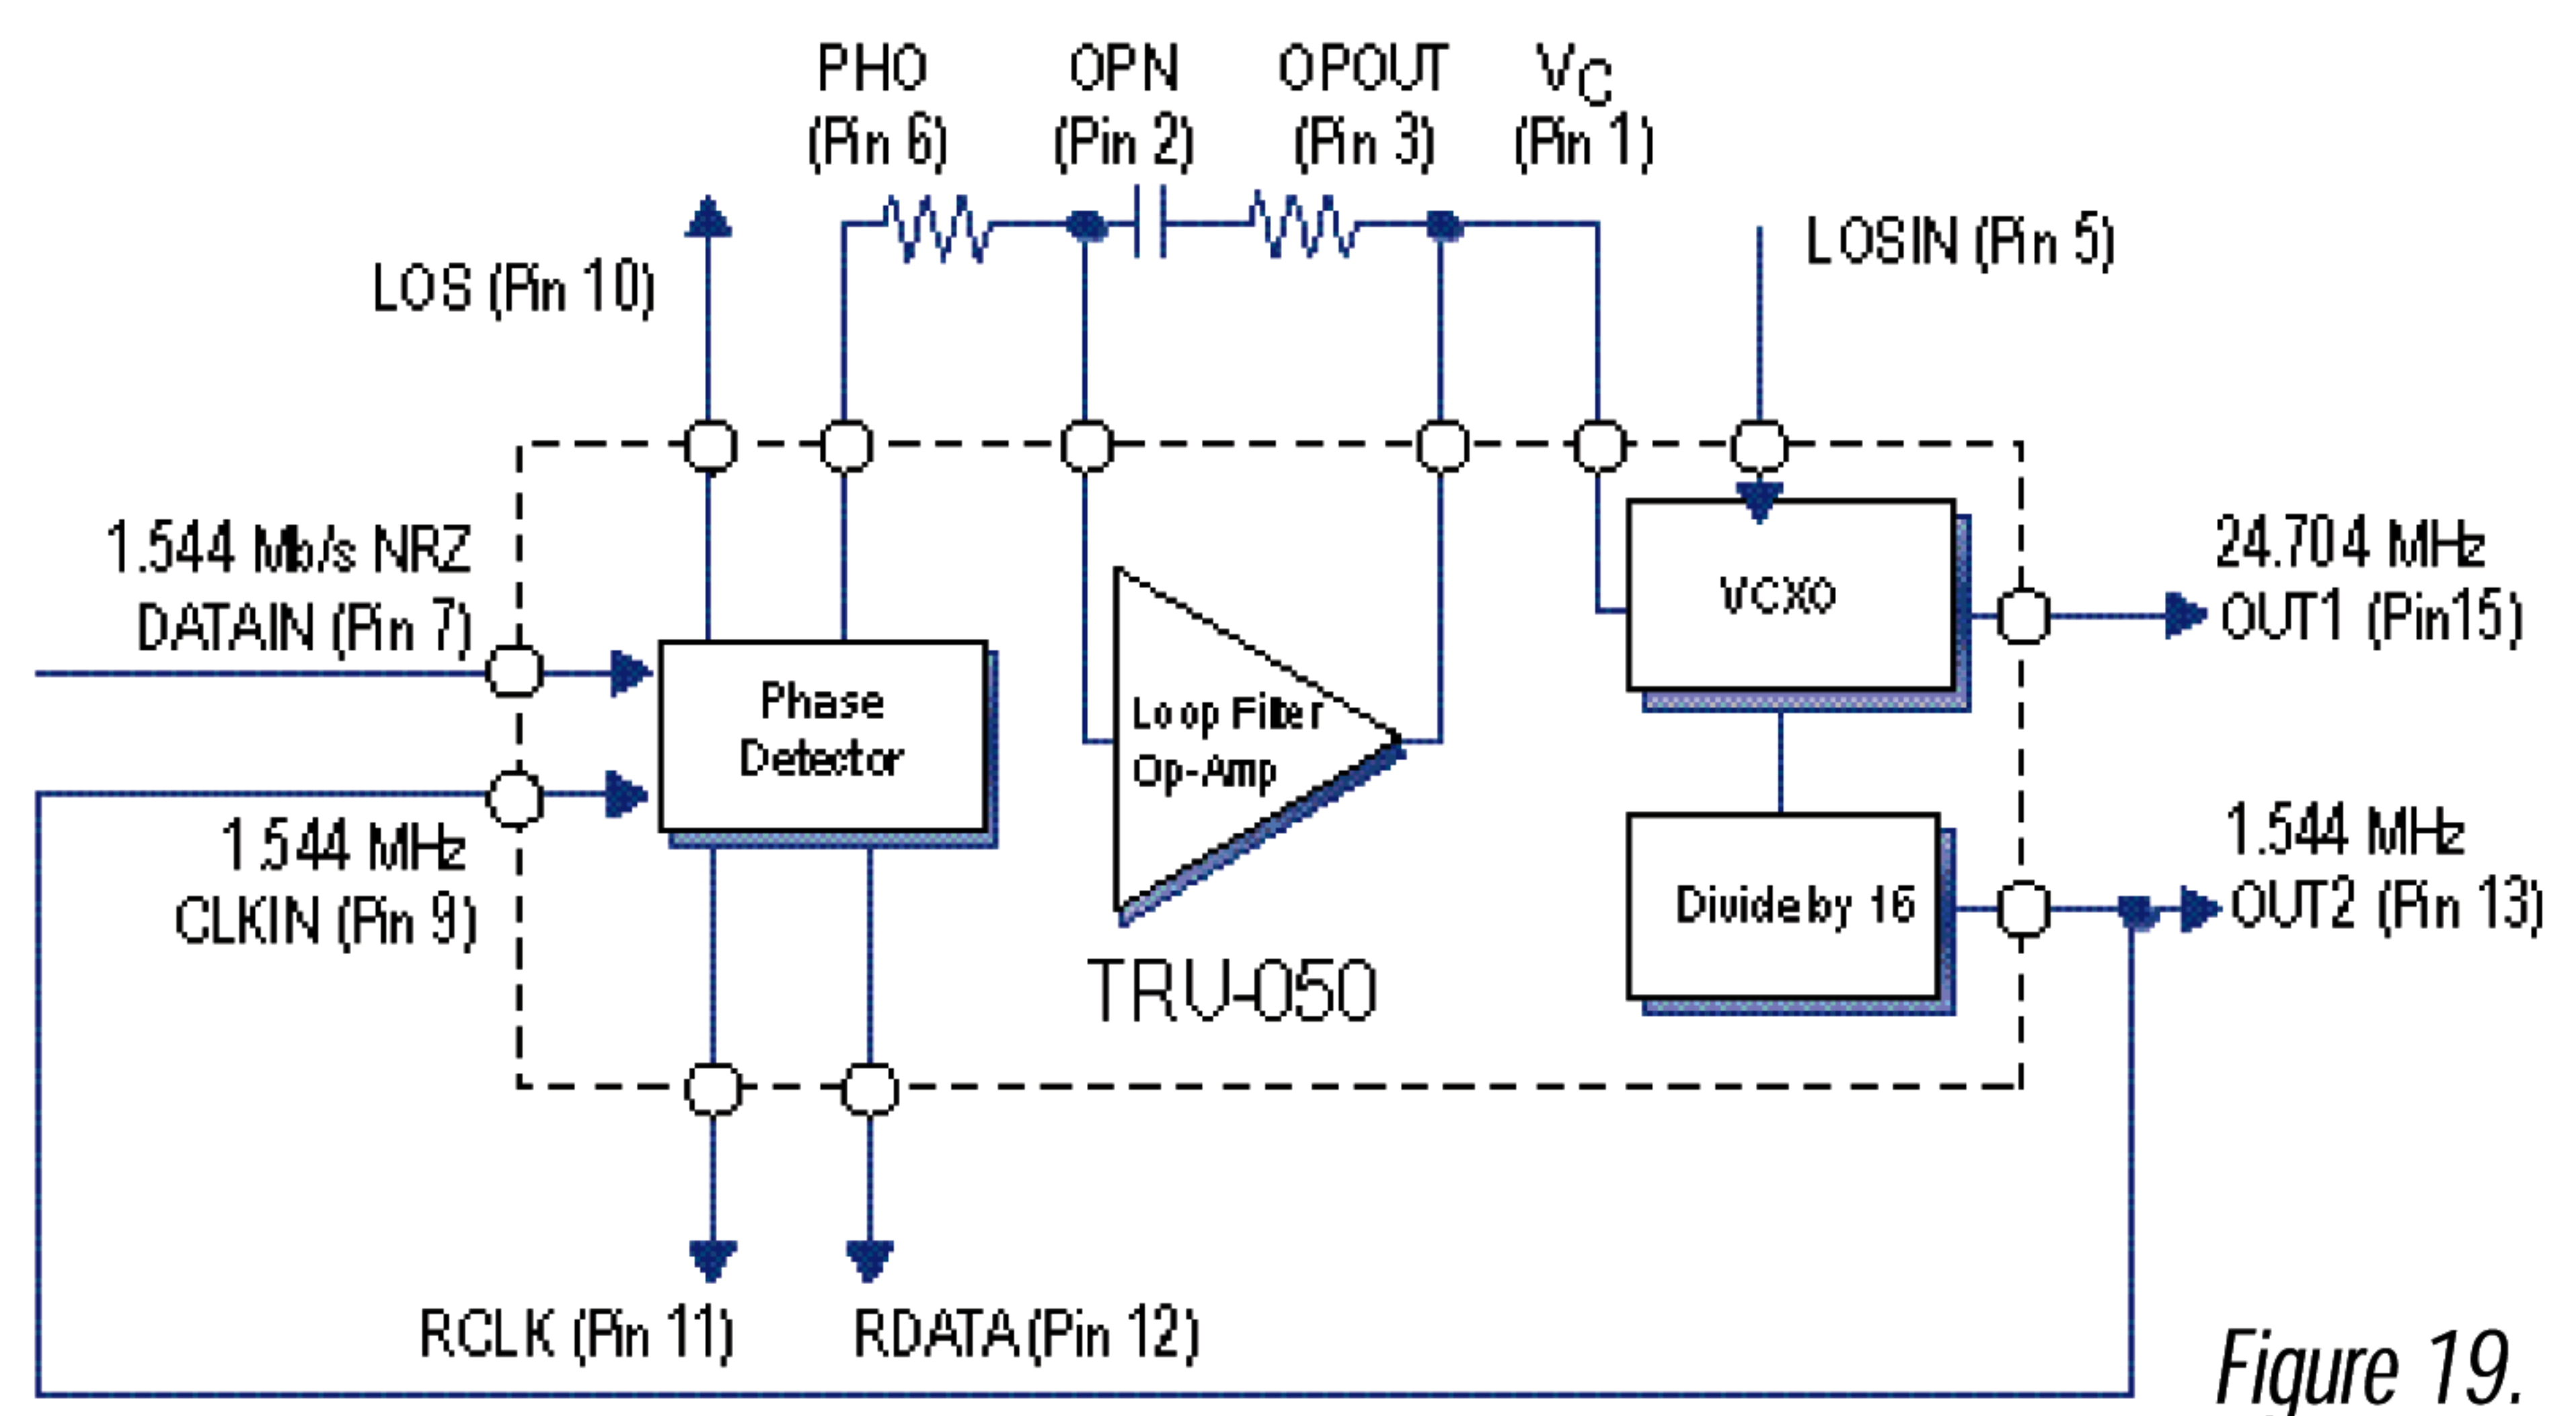 PHO
(Pin 6)
OPN
(Pin 2)
OPOUT
(Pin 3)
VC
(Pin 1)
LOS (Pin 10)
LOSIN (Pin 5)
1.544 Mb/s NRZ
DATAIN (Pin 7)
1.544 MHz
CLKIN (Pin 9)
Phase
Detector
Loop Filter
Op-Amp
VCXO
Divide by 16
24.704 MHz
OUT1 (Pin15)
1.544 MHz
OUT2 (Pin 13)
TRU-050
RCLK (Pin 11)
RDATA (Pin 12)
Figure 19.